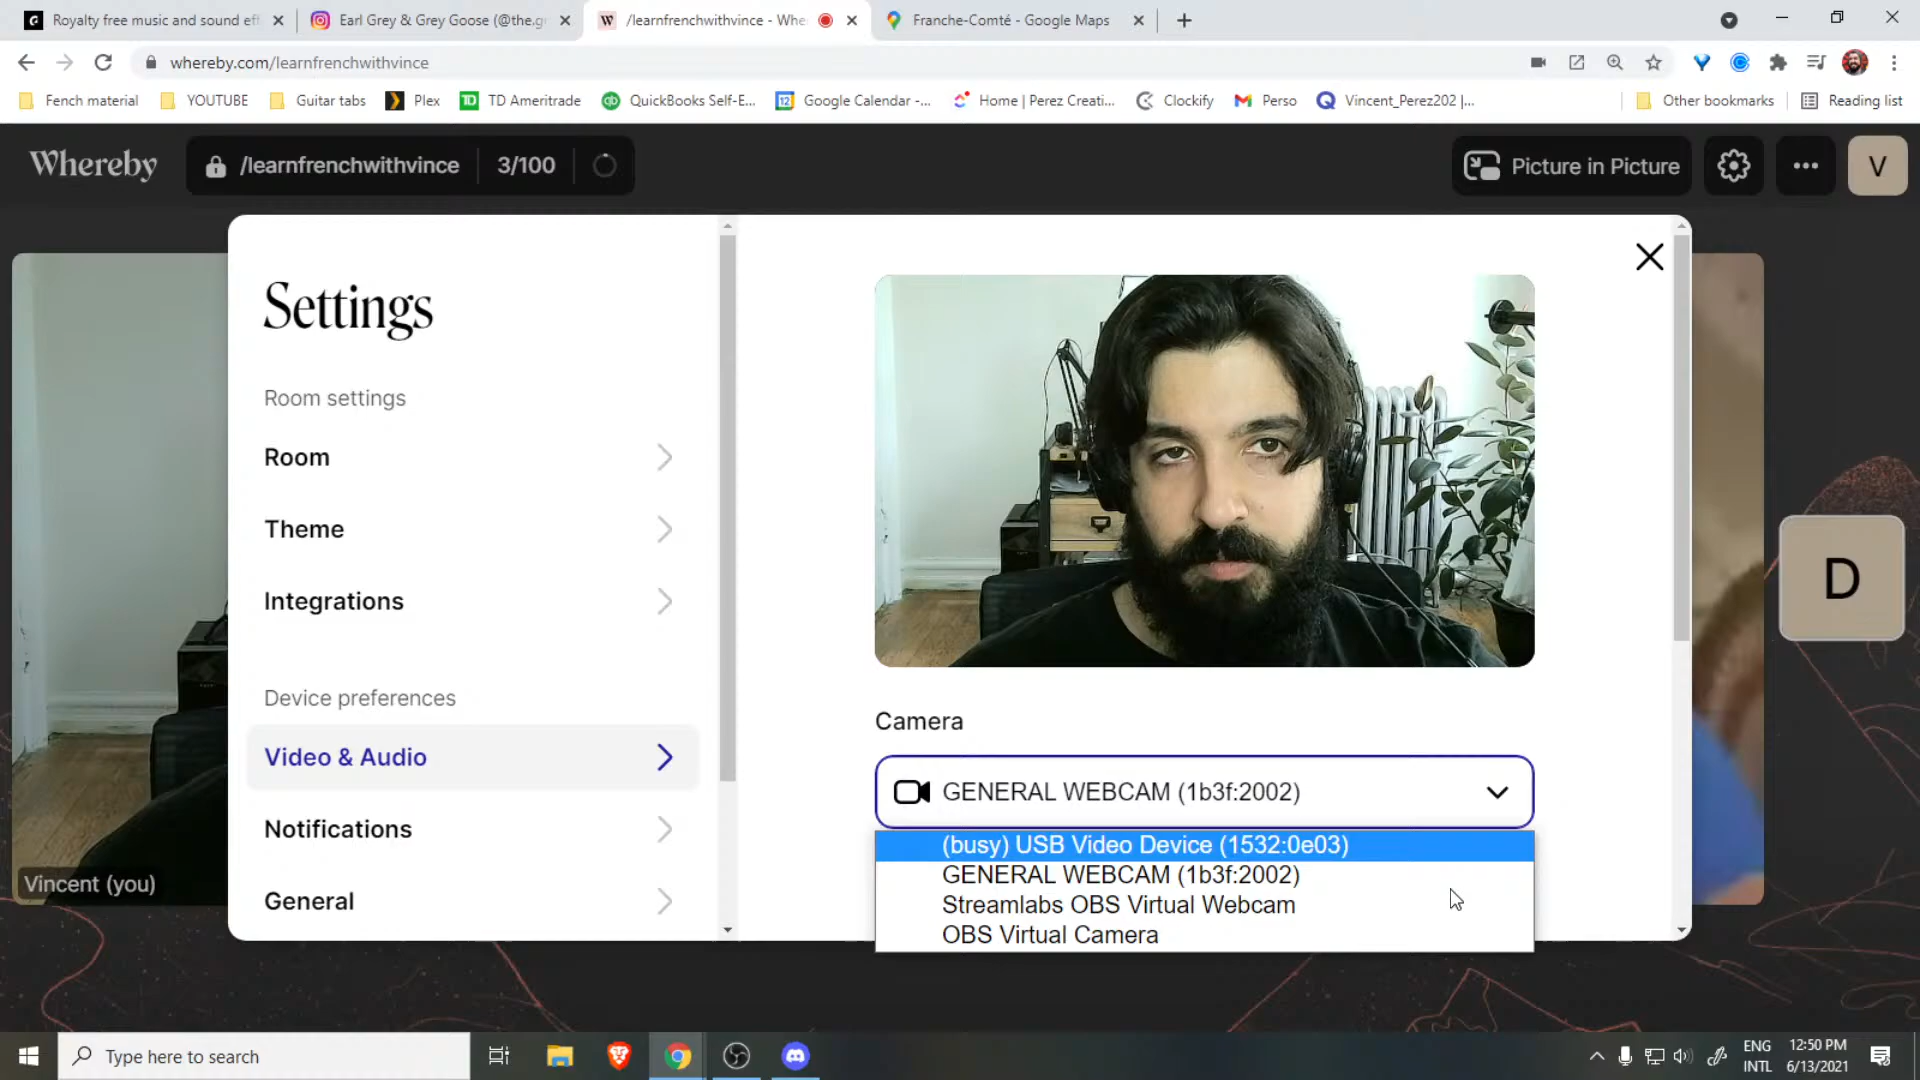 Royalty free music and sound eff
Earl Grey & Grey Goose (@the.g
/learnfrenchwithvince - Whe
Franche-Comté - Google Maps
whereby.com/learnfrenchwithvince
Fench material
YOUTUBE
Guitar tabs
Plex
TD Ameritrade
QuickBooks Self-E...
Google Calendar -...
Home | Perez Creati...
Clockify
Perso
Vincent_Perez202 |...
Other bookmarks
Reading list
Whereby
/learnfrenchwithvince
3/100
Picture in Picture
V
Settings
Room settings
Room
Theme
Integrations
Device preferences
Video & Audio
Notifications
General
Camera
GENERAL WEBCAM (1b3f:2002)
(busy) USB Video Device (1532:0e03)
GENERAL WEBCAM (1b3f:2002)
Streamlabs OBS Virtual Webcam
OBS Virtual Camera
Vincent (you)
D
Type here to search
ENG
INTL
12:50 PM
6/13/2021